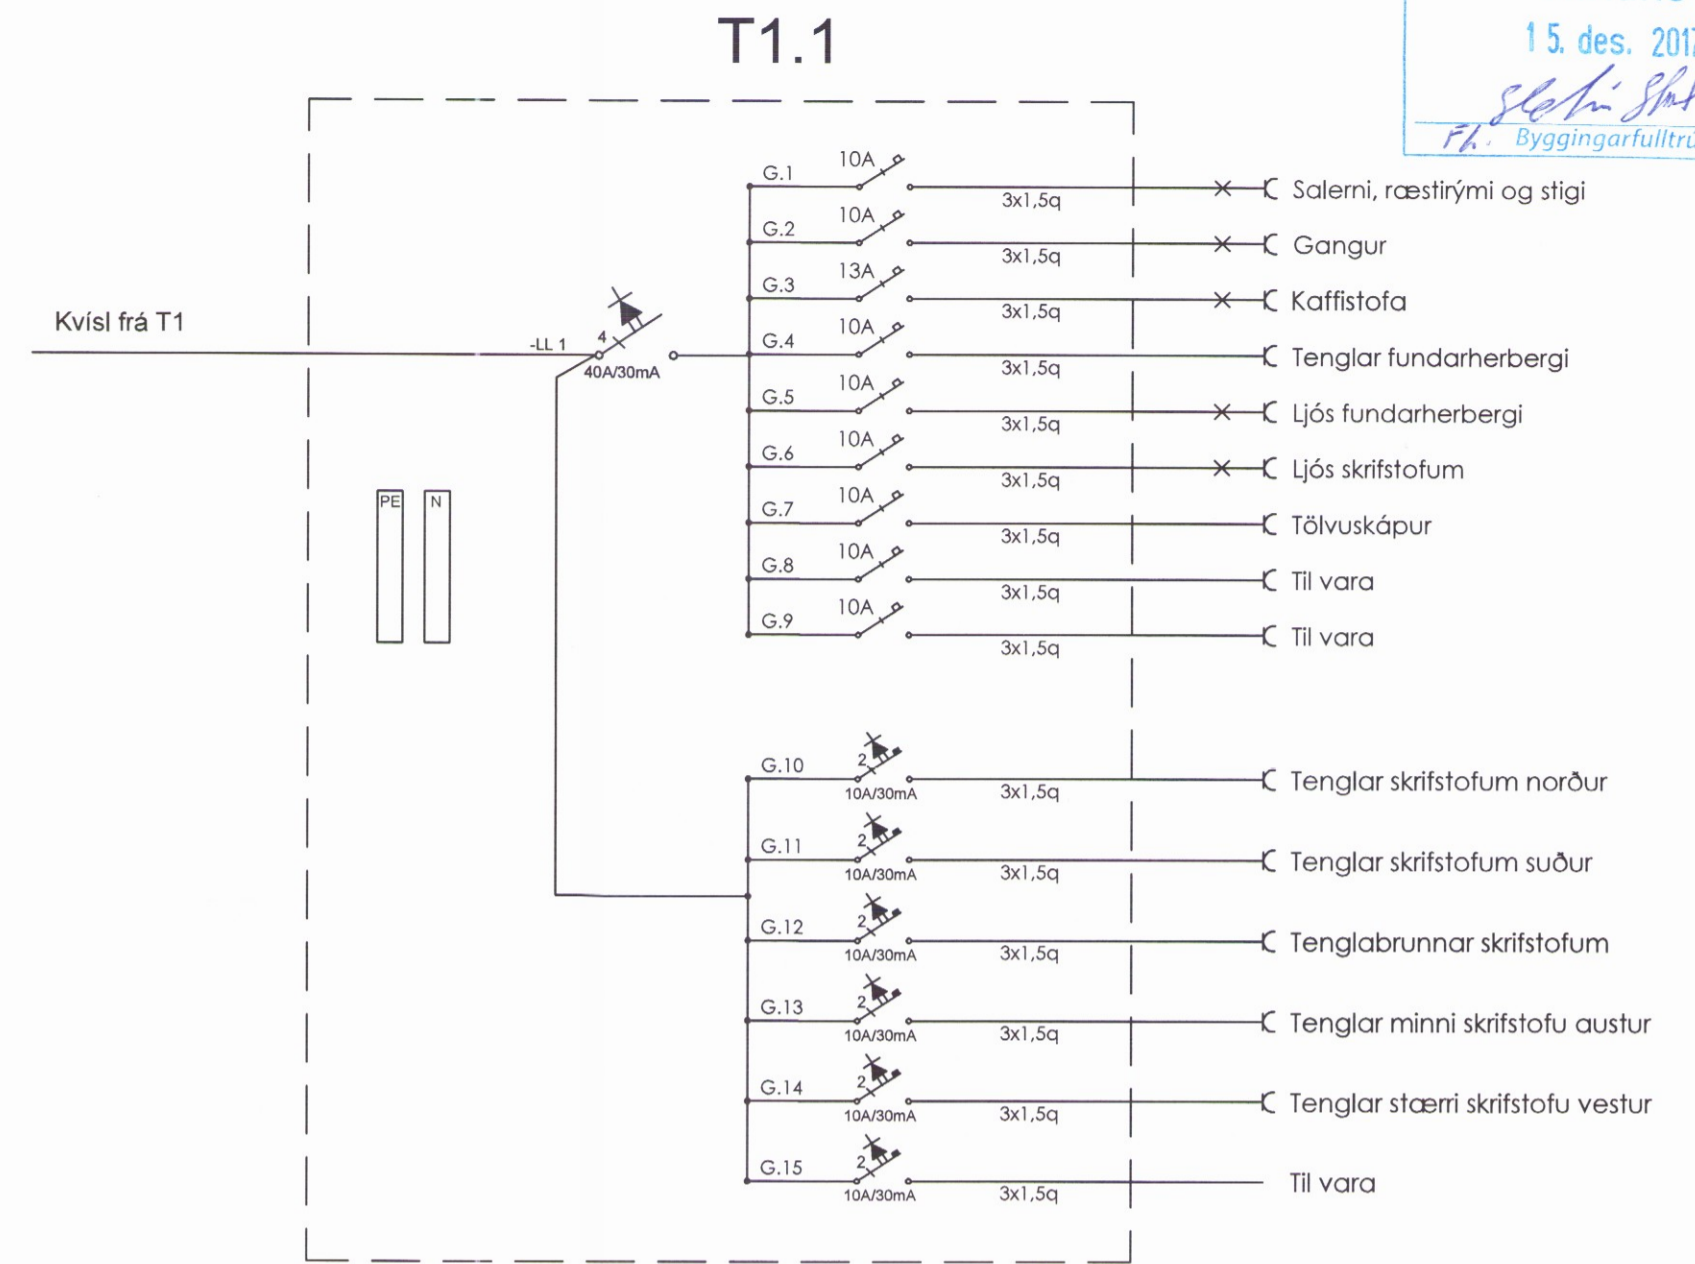 T1.1
15. des. 2017
Byggingarfulltrú
Kvísl frá T1
-LL 1
4
40A/30mA
PE
N
G.1 10A 3x1,5q Salerni, ræstirými og stigi
G.2 10A 3x1,5q Gangur
G.3 13A 3x1,5q Kaffistofa
G.4 10A 3x1,5q Tenglar fundarherbergi
G.5 10A 3x1,5q Ljós fundarherbergi
G.6 10A 3x1,5q Ljós skrifstofum
G.7 10A 3x1,5q Tölvuskápur
G.8 10A 3x1,5q Til vara
G.9 10A 3x1,5q Til vara
G.10 2 10A/30mA 3x1,5q Tenglar skrifstofum norður
G.11 2 10A/30mA 3x1,5q Tenglar skrifstofum suður
G.12 2 10A/30mA 3x1,5q Tenglabrunnar skrifstofum
G.13 2 10A/30mA 3x1,5q Tenglar minni skrifstofu austur
G.14 2 10A/30mA 3x1,5q Tenglar stærri skrifstofu vestur
G.15 2 10A/30mA 3x1,5q Til vara